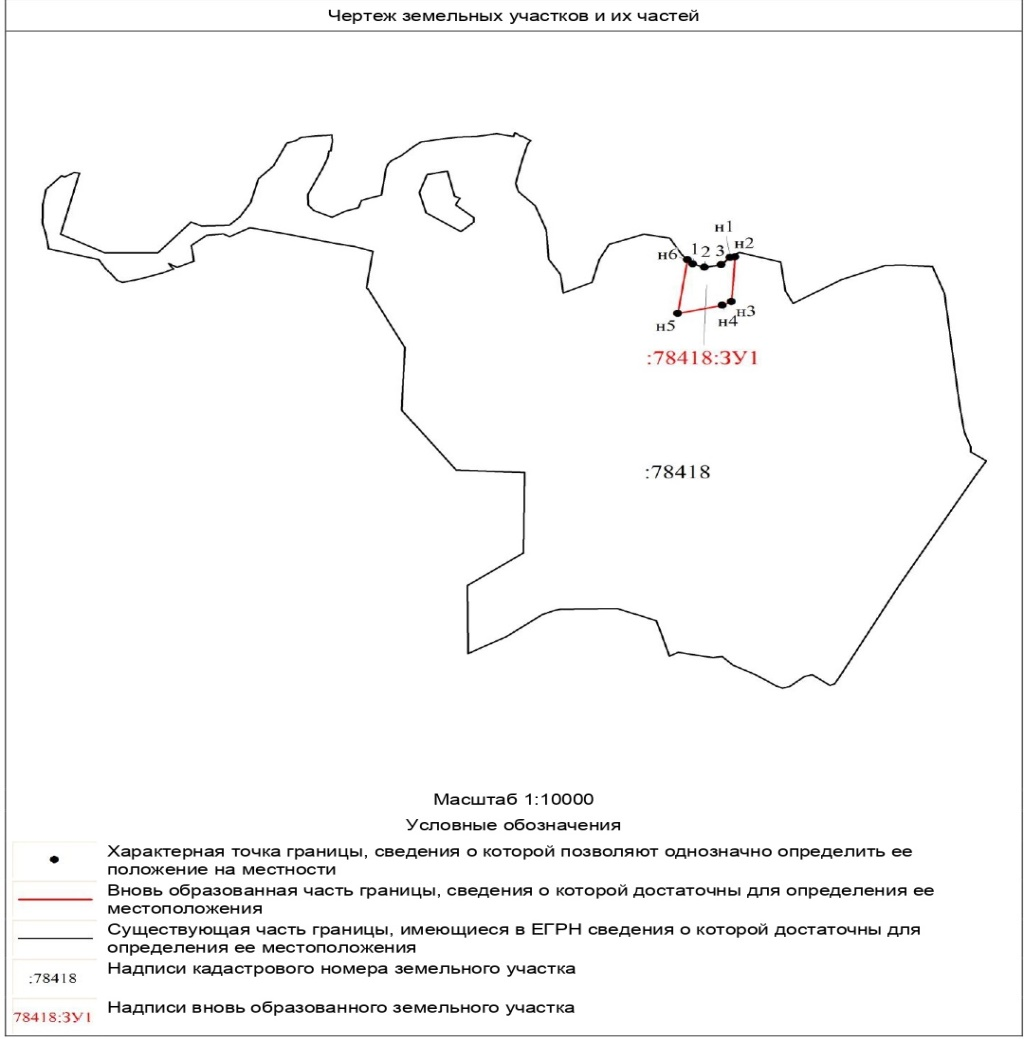 Чертеж земельных участков и их частей
н1
н6 1 2 3 н2
н5 н4 н3
:78418:ЗУ1
:78418
Масштаб 1:10000
Условные обозначения
Характерная точка границы, сведения о которой позволяют однозначно определить ее
положение на местности
Вновь образованная часть границы, сведения о которой достаточны для определения ее
местоположения
Существующая часть границы, имеющиеся в ЕГРН сведения о которой достаточны для
определения ее местоположения
:78418 Надписи кадастрового номера земельного участка
78418:ЗУ1 Надписи вновь образованного земельного участка